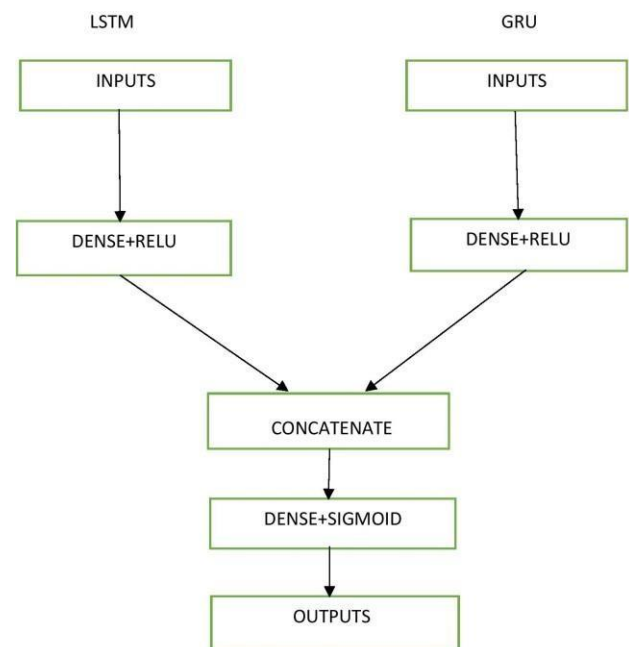 LSTM
GRU
INPUTS
INPUTS
DENSE+RELU
DENSE+RELU
CONCATENATE
DENSE+SIGMOID
OUTPUTS